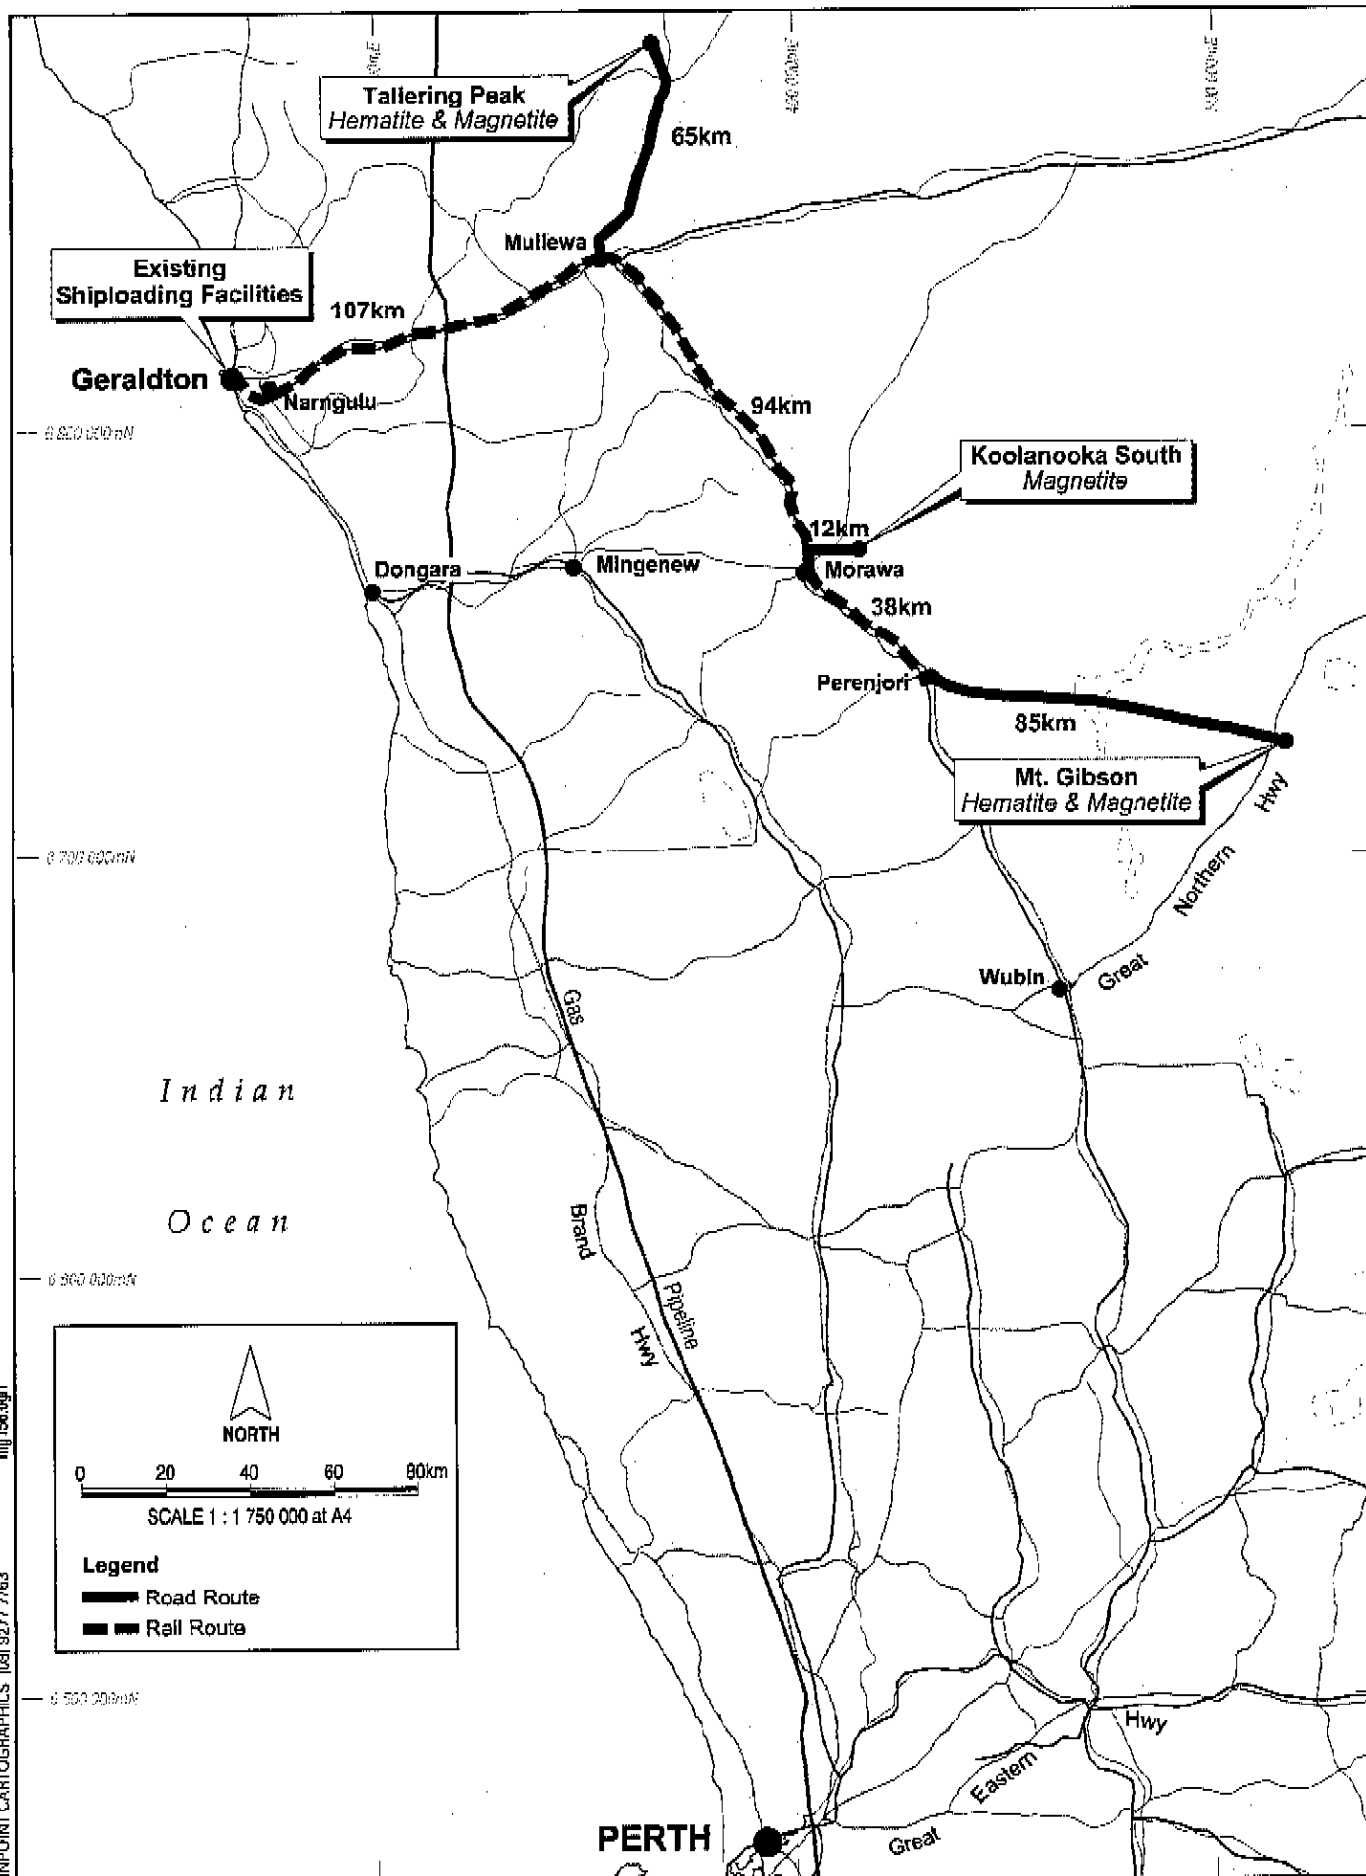 Tallering Peak
Hematite & Magnetite
65km
Mullewa
Existing
Shiploading Facilities
107km
Geraldton
Narngulu
94km
Koolanooka South
Magnetite
12km
Dongara
Mingenew
Morawa
38km
Perenjori
85km
Mt. Gibson
Hematite & Magnetite
Hwy
Northern
Great
6 700 000mN
Wubin
Gas
Indian
Ocean
Brand
Hwy
Pipeline
NORTH
0 20 40 60 80km
SCALE 1 : 1 750 000 at A4
Legend
Road Route
Rail Route
Hwy
Eastern
Great
PERTH